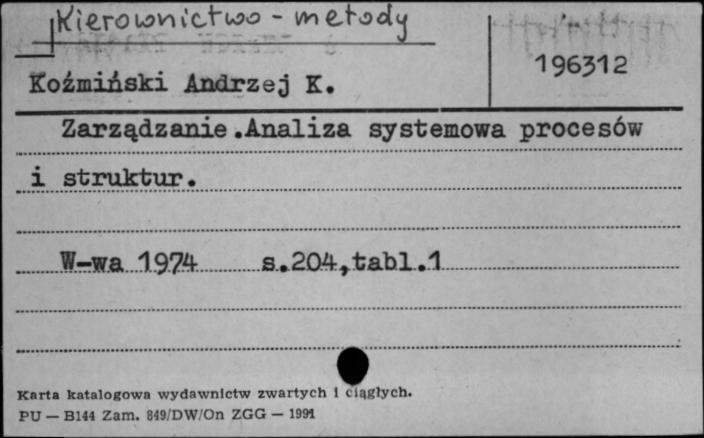 Kierownictwo - metody
196312
Koźmiński Andrzej K.
Zarządzanie.Analiza systemowa procesów
i struktur.
W-wa 1974 s.204,tabl.1
Karta katalogowa wydawnictw zwartych i ciągłych.
PU — B144 Zam. 849/DW/On ZGG — 1991